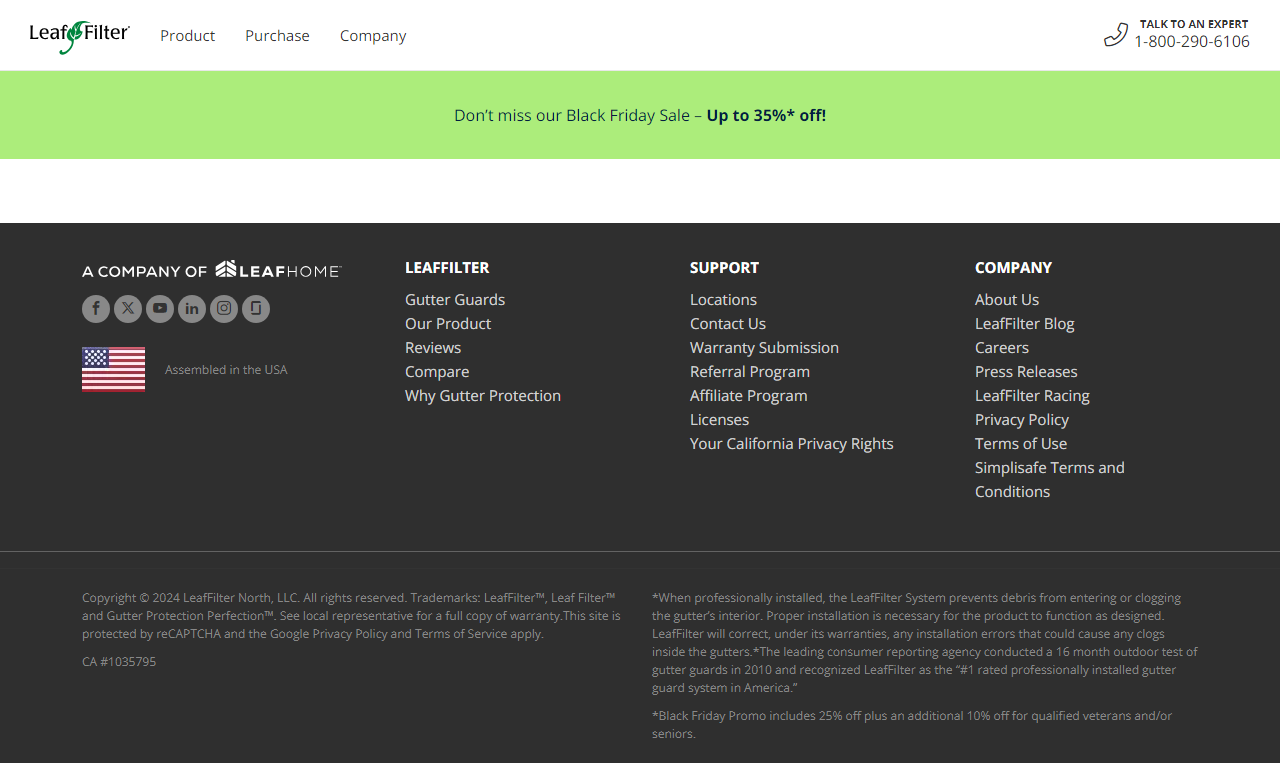 Leaf Filter
Product
Purchase
Company
TALK TO AN EXPERT
1-800-290-6106
Don’t miss our Black Friday Sale – Up to 35%* off!
A COMPANY OF LEAFHOME™
Assembled in the USA
LEAFFILTER
Gutter Guards
Our Product
Reviews
Compare
Why Gutter Protection
SUPPORT
Locations
Contact Us
Warranty Submission
Referral Program
Affiliate Program
Licenses
Your California Privacy Rights
COMPANY
About Us
LeafFilter Blog
Careers
Press Releases
LeafFilter Racing
Privacy Policy
Terms of Use
Simplisafe Terms and
Conditions
Copyright © 2024 LeafFilter North, LLC. All rights reserved. Trademarks: LeafFilter™, Leaf Filter™
and Gutter Protection Perfection™. See local representative for a full copy of warranty.This site is
protected by reCAPTCHA and the Google Privacy Policy and Terms of Service apply.
CA #1035795
*When professionally installed, the LeafFilter System prevents debris from entering or clogging
the gutter’s interior. Proper installation is necessary for the product to function as designed.
LeafFilter will correct, under its warranties, any installation errors that could cause any clogs
inside the gutters.*The leading consumer reporting agency conducted a 16 month outdoor test of
gutter guards in 2010 and recognized LeafFilter as the “#1 rated professionally installed gutter
guard system in America.”
*Black Friday Promo includes 25% off plus an additional 10% off for qualified veterans and/or
seniors.